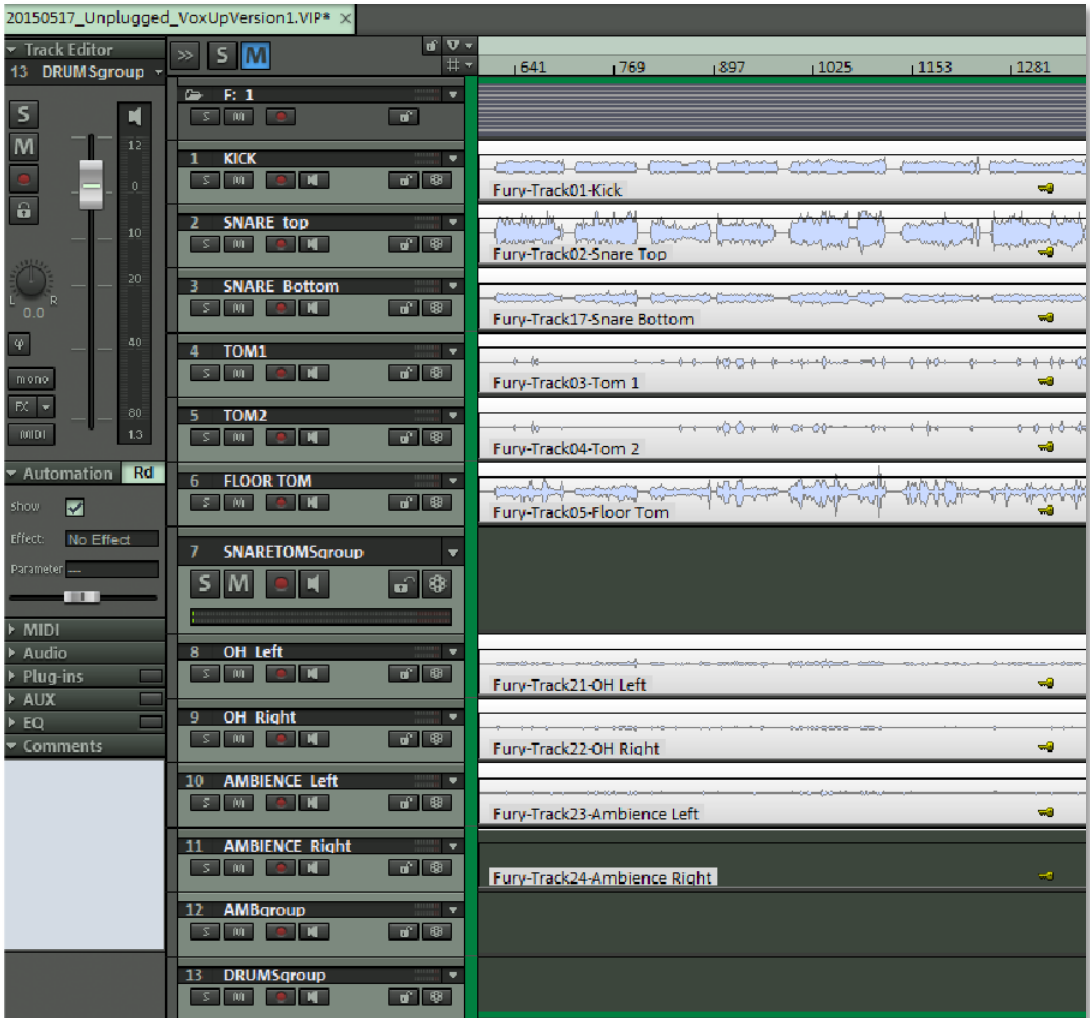 20150517_Unplugged_VoxUpVersion1.VIP* ×
Track Editor
13 DRUMSgroup
S
M
12
0
10
20
L R
0.0
40
mono
FX
60
MIDI
13
Automation Rd
Show
Effect: No Effect
Parameter ---
MIDI
Audio
Plug-ins
AUX
EQ
Comments
>> S M
641 769 897 1025 1153 1281
F: 1
S M
1 KICK
S M
Fury-Track01-Kick
2 SNARE top
S M
Fury-Track02-Snare Top
3 SNARE Bottom
S M
Fury-Track17-Snare Bottom
4 TOM1
S M
Fury-Track03-Tom 1
5 TOM2
S M
Fury-Track04-Tom 2
6 FLOOR TOM
S M
Fury-Track05-Floor Tom
7 SNARETOMSgroup
S M
8 OH Left
S M
Fury-Track21-OH Left
9 OH Right
S M
Fury-Track22-OH Right
10 AMBIENCE Left
S M
Fury-Track23-Ambience Left
11 AMBIENCE Right
S M
Fury-Track24-Ambience Right
12 AMBgroup
S M
13 DRUMSgroup
S M